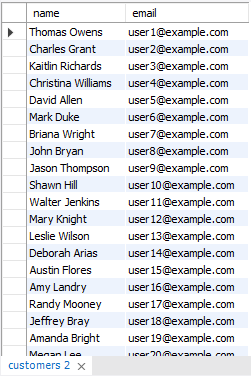 name email
Thomas Owens user1@example.com
Charles Grant user2@example.com
Kaitlin Richards user3@example.com
Christina Williams user4@example.com
David Allen user5@example.com
Mark Duke user6@example.com
Briana Wright user7@example.com
John Bryan user8@example.com
Jason Thompson user9@example.com
Shawn Hill user10@example.com
Walter Jenkins user11@example.com
Mary Knight user12@example.com
Leslie Wilson user13@example.com
Deborah Arias user14@example.com
Austin Flores user15@example.com
Amy Landry user16@example.com
Randy Mooney user17@example.com
Jeffrey Bray user18@example.com
Amanda Bright user19@example.com
Megan Lee user20@example.com
customers 2